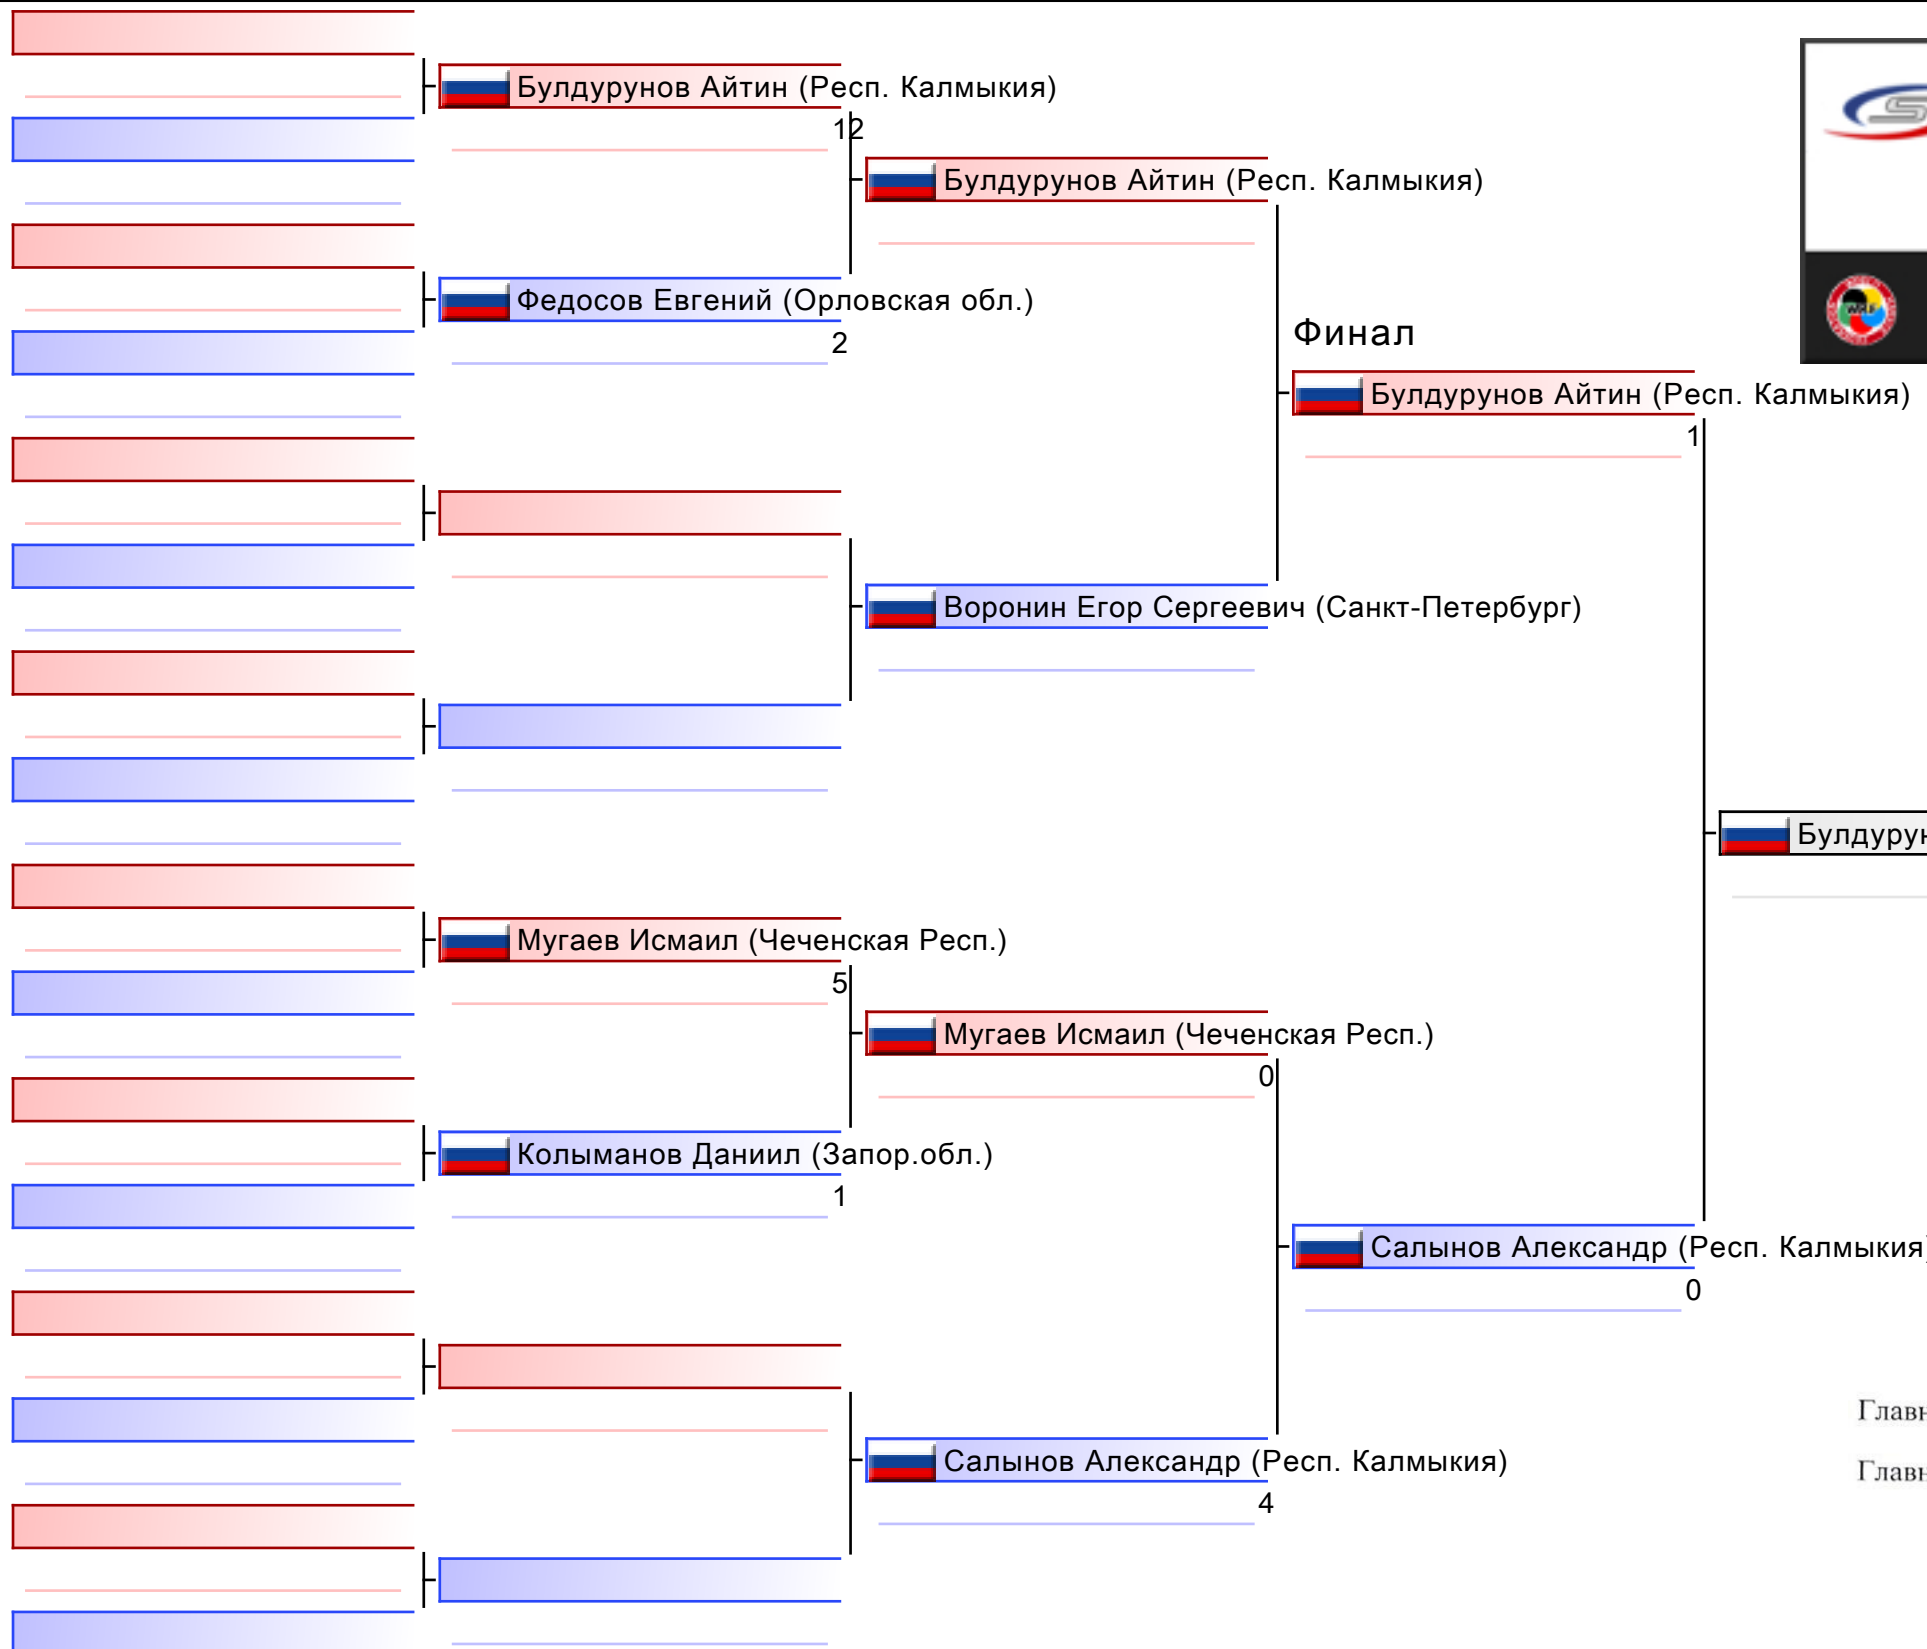 Булдурунов Айтин (Респ. Калмыкия)
12
Булдурунов Айтин (Респ. Калмыкия)
Федосов Евгений (Орловская обл.)
2
Финал
Булдурунов Айтин (Респ. Калмыкия)
1
Воронин Егор Сергеевич (Санкт-Петербург)
Мугаев Исмаил (Чеченская Респ.)
5
Мугаев Исмаил (Чеченская Респ.)
0
Колыманов Даниил (Запор.обл.)
1
Салынов Александр (Респ. Калмыкия)
0
Салынов Александр (Респ. Калмыкия)
4